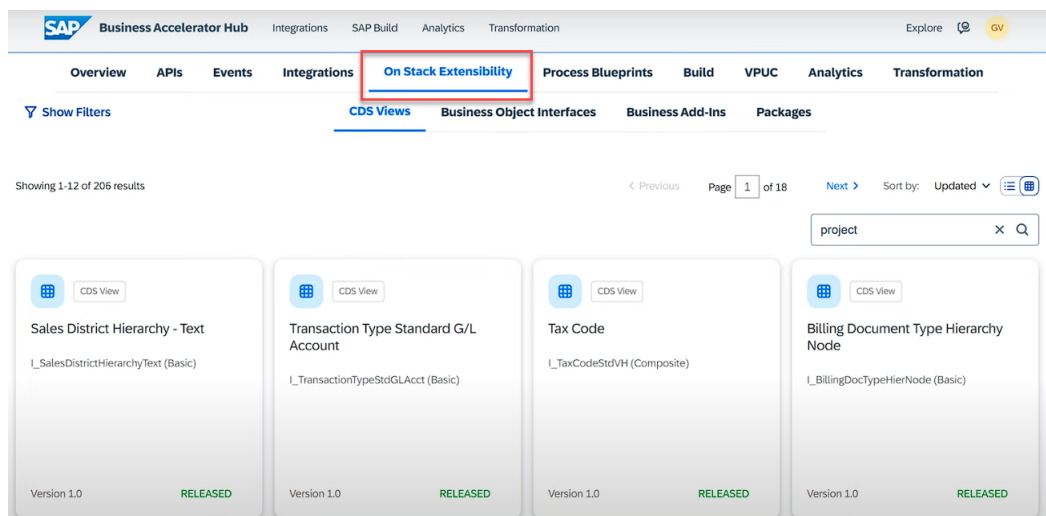 SAP Business Accelerator Hub Integrations SAP Build Analytics Transformation Explore GV
Overview APIs Events Integrations On Stack Extensibility Process Blueprints Build VPUC Analytics Transformation
Show Filters CDS Views Business Object Interfaces Business Add-Ins Packages
Showing 1-12 of 206 results < Previous Page 1 of 18 Next > Sort by: Updated
project
CDS View
Sales District Hierarchy - Text
I_SalesDistrictHierarchyText (Basic)
Version 1.0 RELEASED
CDS View
Transaction Type Standard G/L
Account
I_TransactionTypeStdGLAcct (Basic)
Version 1.0 RELEASED
CDS View
Tax Code
I_TaxCodeStdVH (Composite)
Version 1.0 RELEASED
CDS View
Billing Document Type Hierarchy
Node
I_BillingDocTypeHierNode (Basic)
Version 1.0 RELEASED